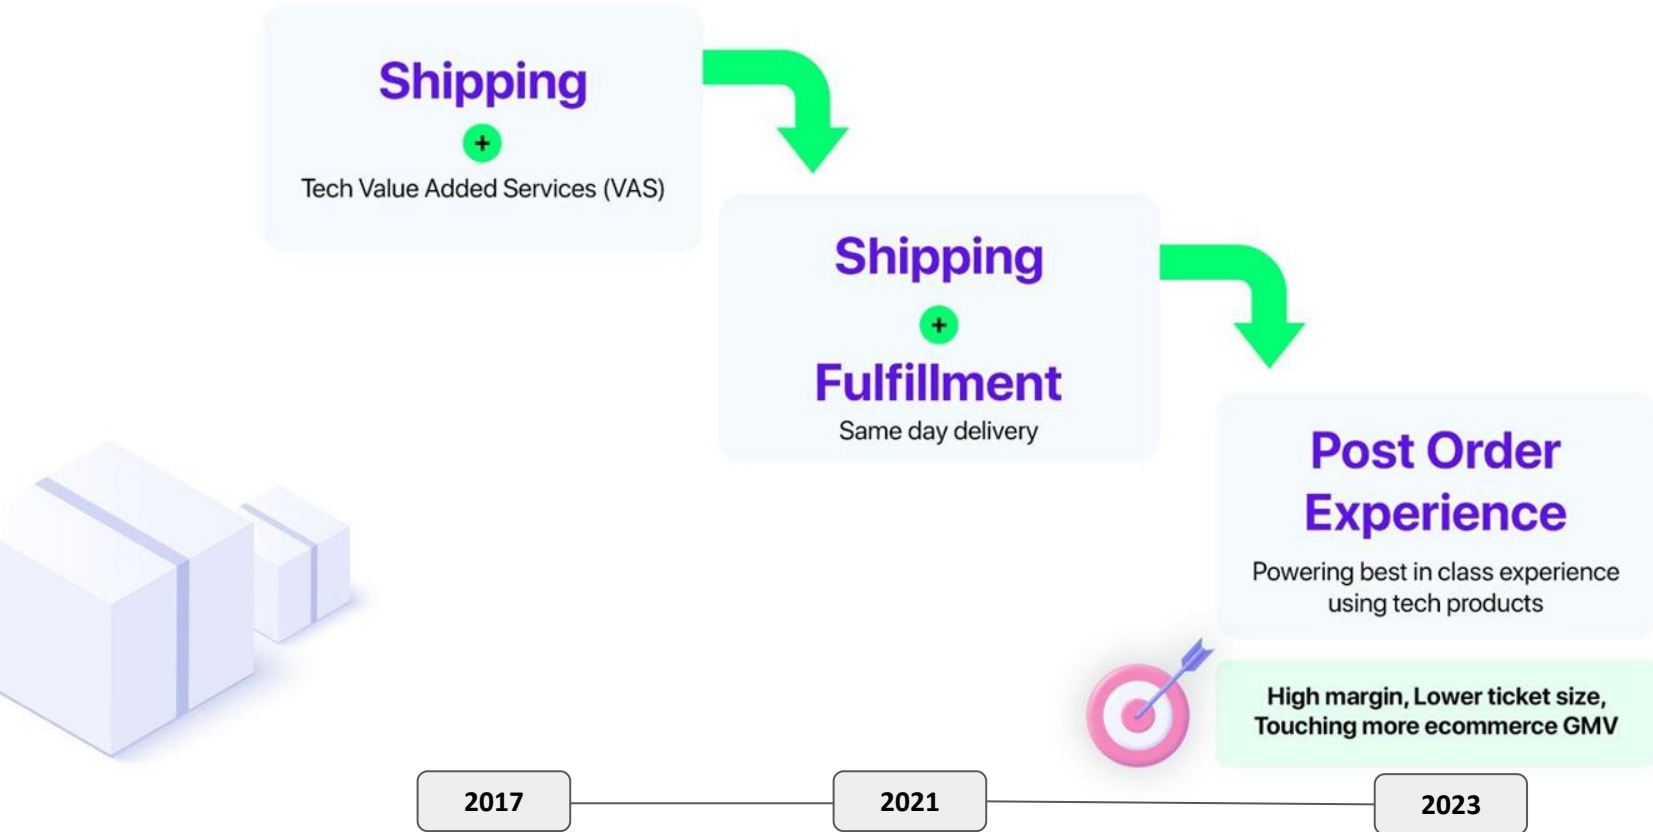 Shipping
+
Tech Value Added Services (VAS)
Shipping
+
Fulfillment
Same day delivery
Post Order
Experience
Powering best in class experience
using tech products
High margin, Lower ticket size,
Touching more ecommerce GMV
2017
2021
2023